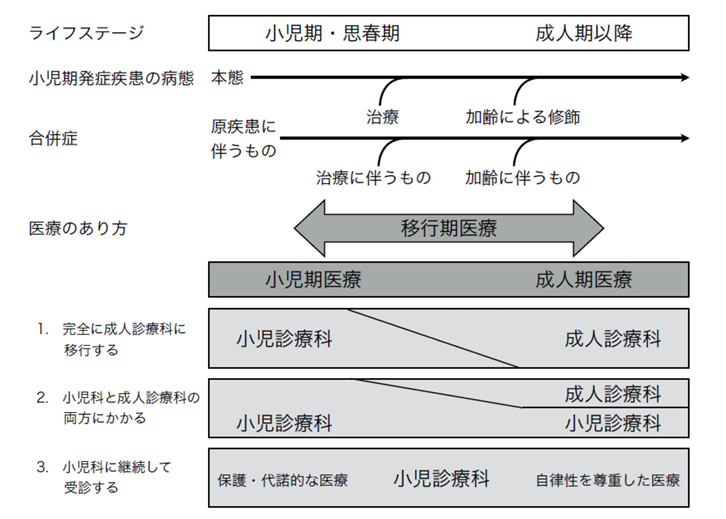 ライフステージ
小児期・思春期
成人期以降
小児期発症疾患の病態
本態
治療
加齢による修飾
合併症
原疾患に
伴うもの
治療に伴うもの
加齢に伴うもの
医療のあり方
移行期医療
小児期医療
成人期医療
1. 完全に成人診療科に
移行する
小児診療科
成人診療科
2. 小児科と成人診療科の
両方にかかる
小児診療科
成人診療科
小児診療科
3. 小児科に継続して
受診する
保護・代諾的な医療
小児診療科
自律性を尊重した医療